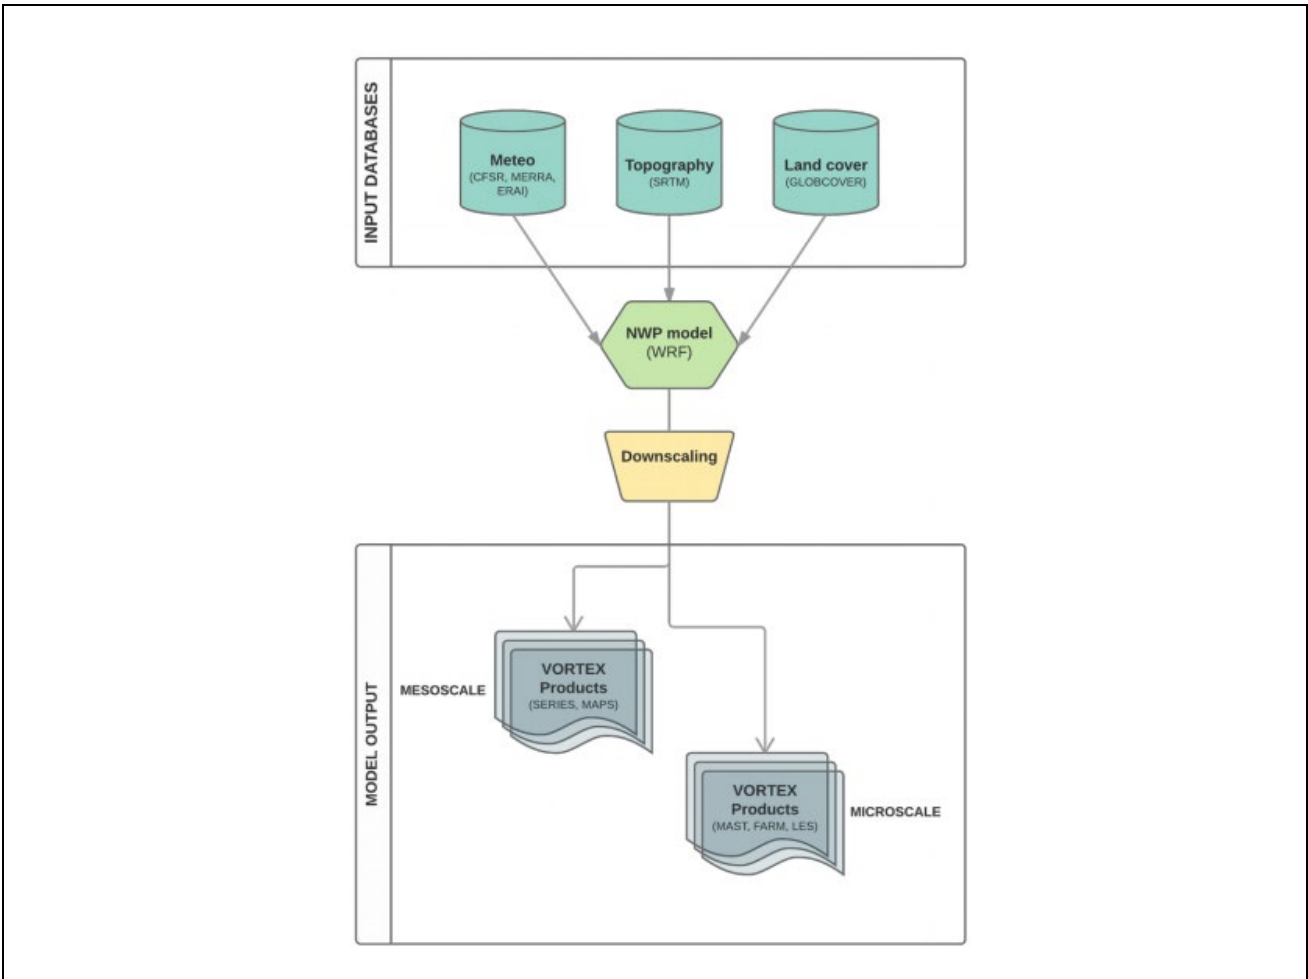 INPUT DATABASES
Meteo
(CFSR, MERRA,
ERAI)
Topography
(SRTM)
Land cover
(GLOBCOVER)
NWP model
(WRF)
Downscaling
MODEL OUTPUT
MESOSCALE
VORTEX
Products
(SERIES, MAPS)
VORTEX
Products
(MAST, FARM, LES)
MICROSCALE